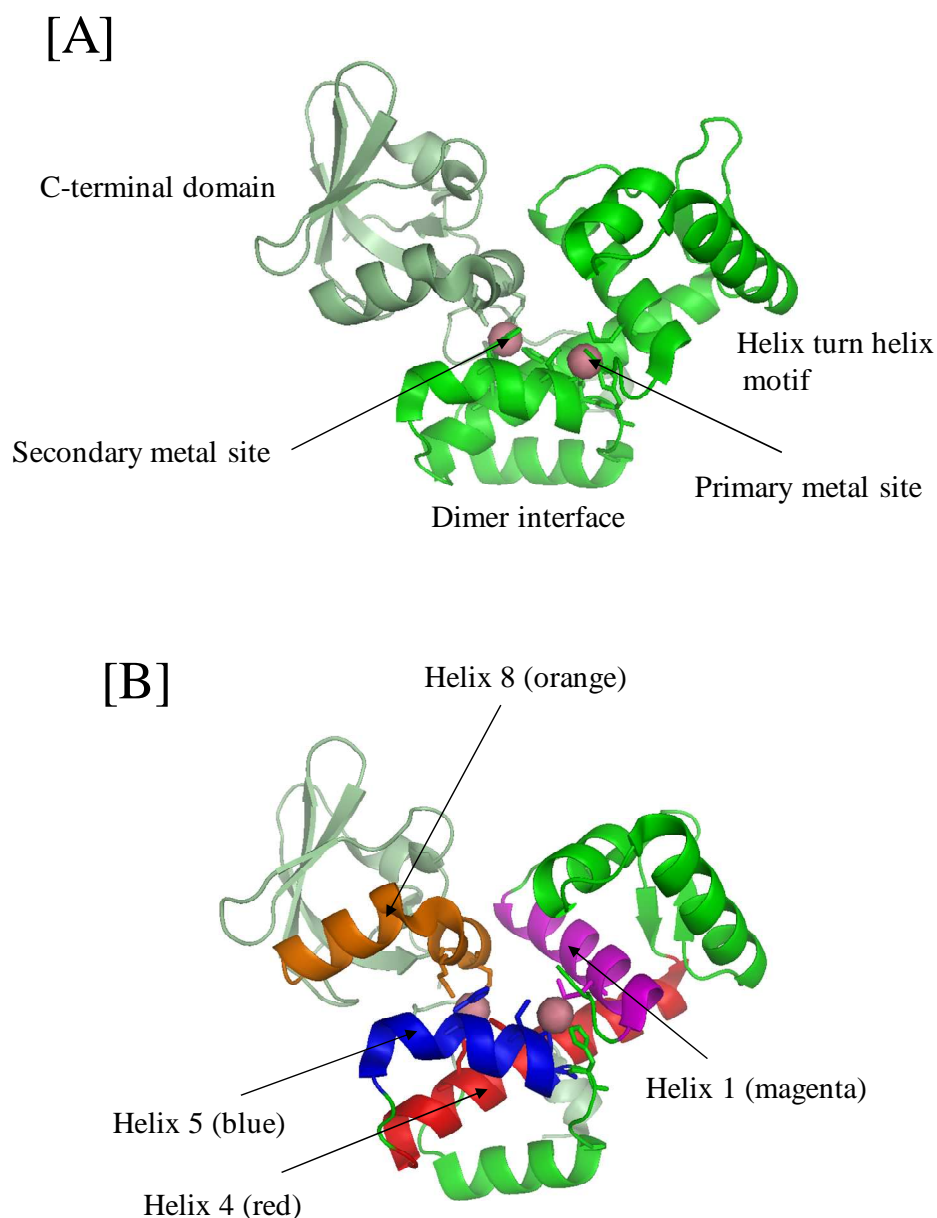 [A]
C-terminal domain
Helix turn helix
motif
Secondary metal site
Primary metal site
Dimer interface
[B]
Helix 8 (orange)
Helix 1 (magenta)
Helix 5 (blue)
Helix 4 (red)